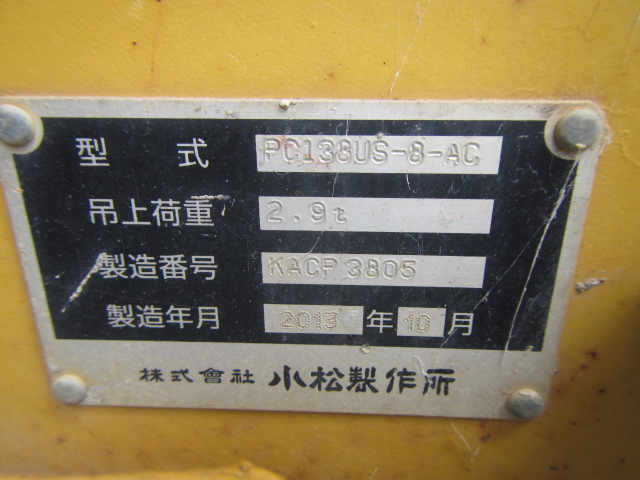 型 式 PC138US-8-AC
吊上荷重 2.9t
製造番号 KACP 3805
製造年月 2013 年 10 月
株式會社 小松製作所